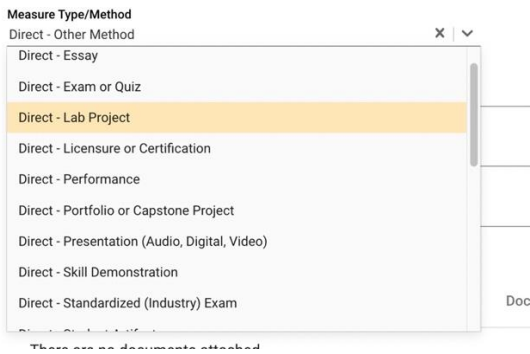 Measure Type/Method
Direct - Other Method
Direct - Essay
Direct - Exam or Quiz
Direct - Lab Project
Direct - Licensure or Certification
Direct - Performance
Direct - Portfolio or Capstone Project
Direct - Presentation (Audio, Digital, Video)
Direct - Skill Demonstration
Direct - Standardized (Industry) Exam
Doc
There are no documents attached